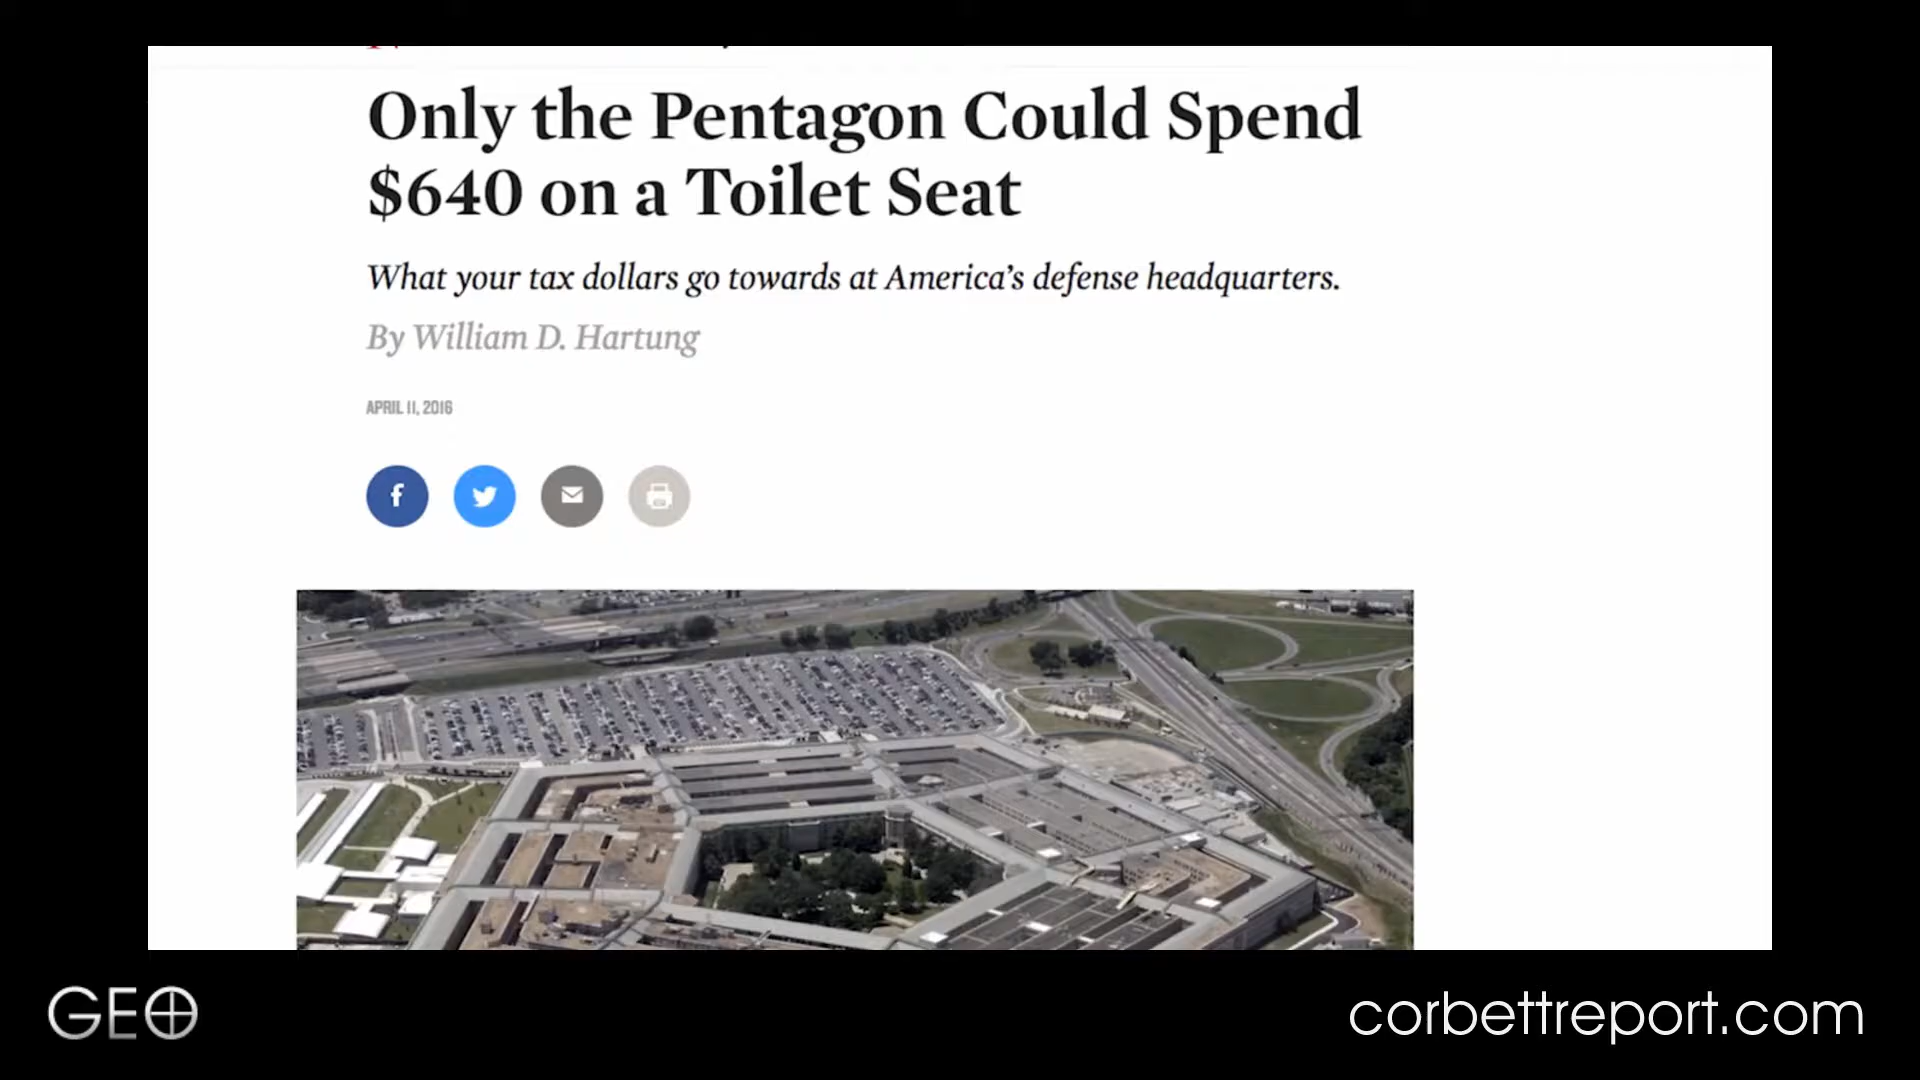 Only the Pentagon Could Spend
$640 on a Toilet Seat
What your tax dollars go towards at America's defense headquarters.
By William D. Hartung
APRIL 11, 2016
GEO
corbettreport.com